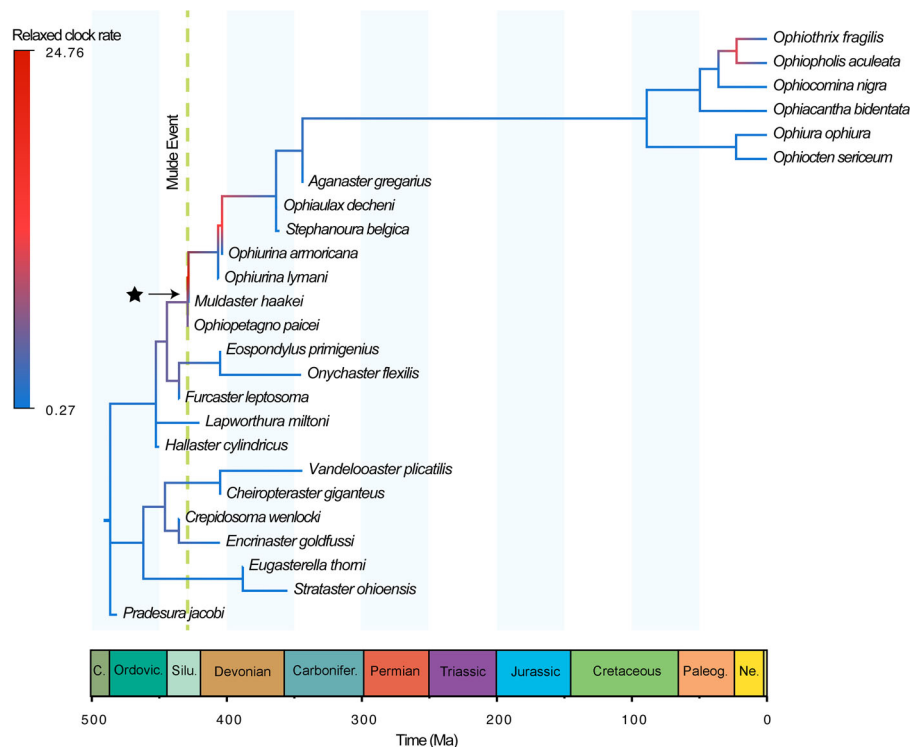 Relaxed clock rate
24.76
0.27
Mulde Event
Ophiothrix fragilis
Ophiopholis aculeata
Ophiocomina nigra
Ophiacantha bidentata
Ophiura ophiura
Ophiocten sericeum
Aganaster gregarius
Ophiaulax decheni
Stephanoura belgica
Ophiurina armoricana
Ophiurina lymani
Muldaster haakei
Ophiopetagno paicei
Eospondylus primigenius
Onychaster flexilis
Furcaster leptosoma
Lapworthura miltoni
Hallaster cylindricus
Vandelooaster plicatilis
Cheiropteraster giganteus
Crepidosoma wenlocki
Encrinaster goldfussi
Eugasterella thorni
Strataster ohioensis
Pradesura jacobi
C. Ordovic. Silu. Devonian Carbonifer. Permian Triassic Jurassic Cretaceous Paleog. Ne.
500 400 300 200 100 0
Time (Ma)